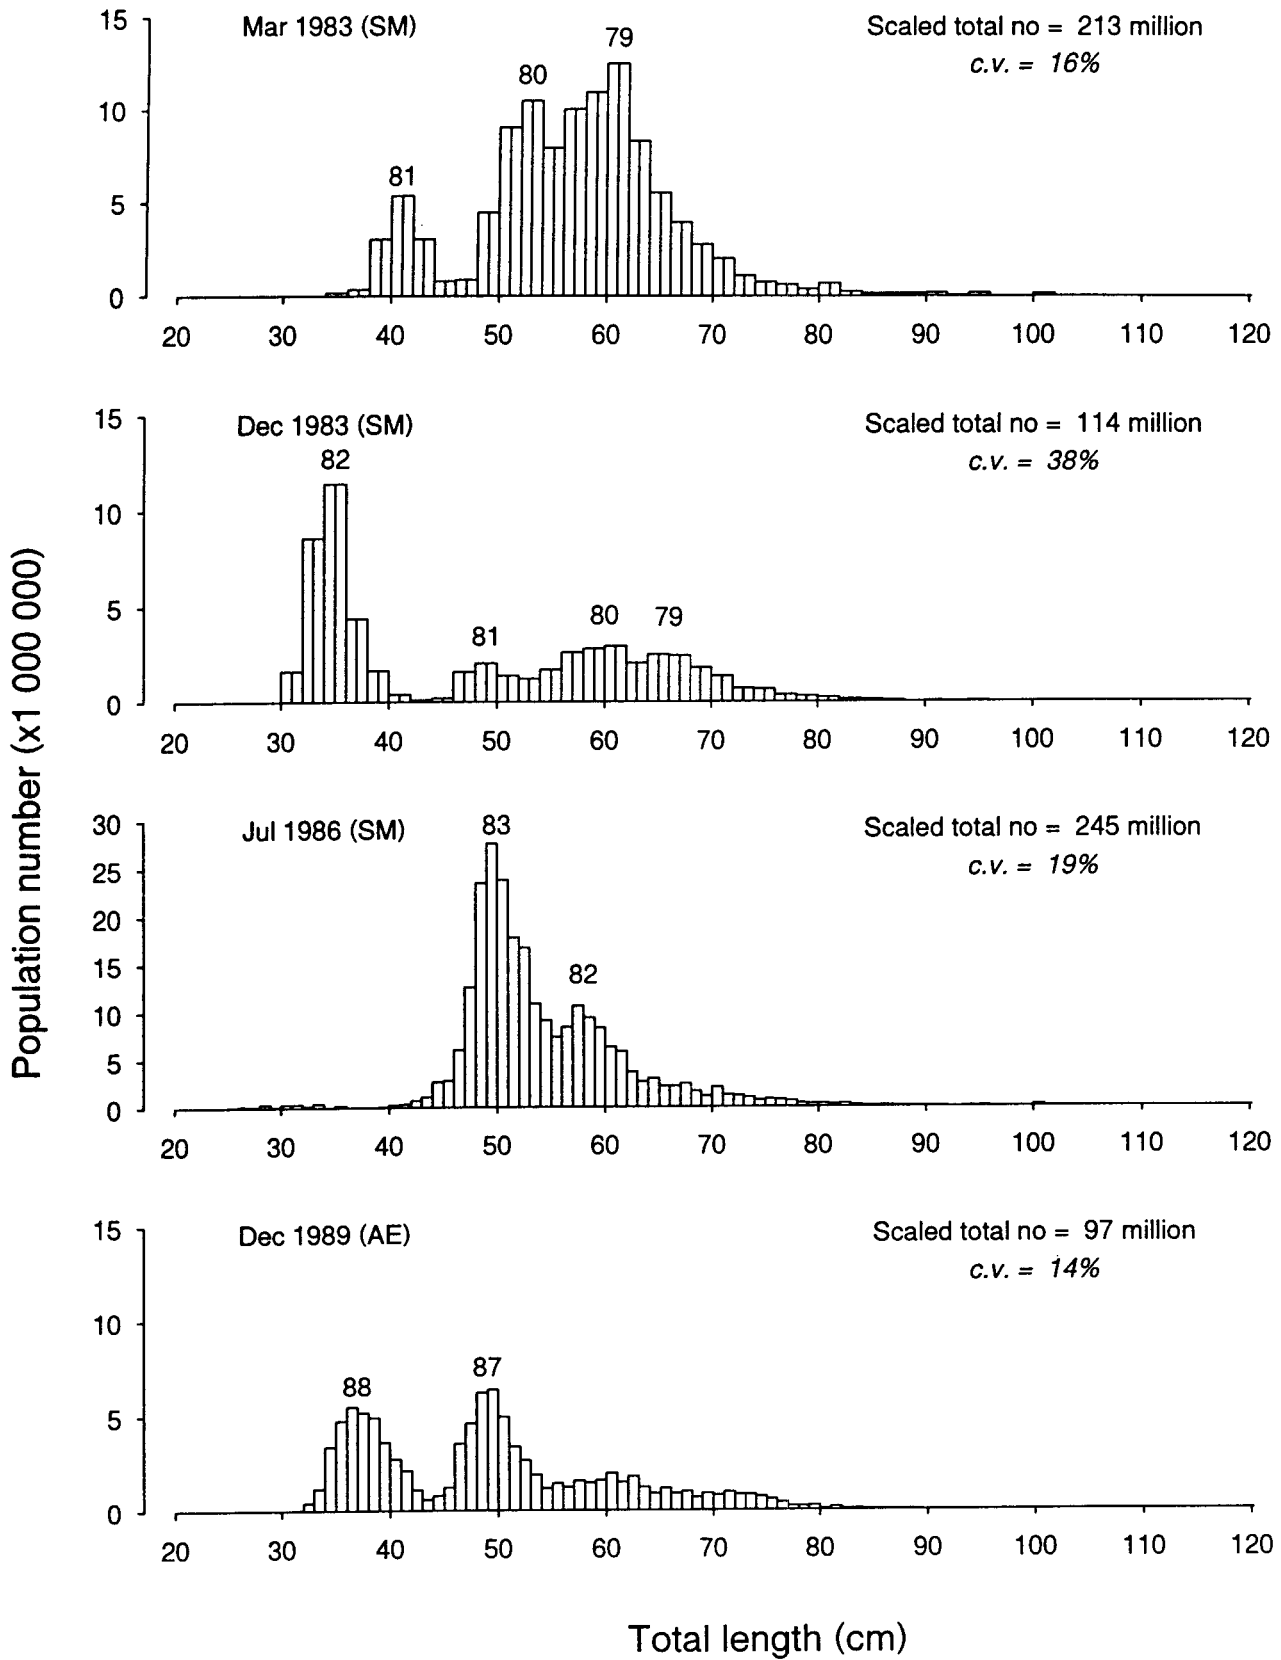 Population number (x1 000 000)
Mar 1983 (SM)
Scaled total no = 213 million
c.v. = 16%
79
80
81
15
10
5
0
20 30 40 50 60 70 80 90 100 110 120
Dec 1983 (SM)
Scaled total no = 114 million
c.v. = 38%
82
81
80
79
15
10
5
0
20 30 40 50 60 70 80 90 100 110 120
Jul 1986 (SM)
Scaled total no = 245 million
c.v. = 19%
83
82
30
25
20
15
10
5
0
20 30 40 50 60 70 80 90 100 110 120
Dec 1989 (AE)
Scaled total no = 97 million
c.v. = 14%
88
87
15
10
5
0
20 30 40 50 60 70 80 90 100 110 120
Total length (cm)